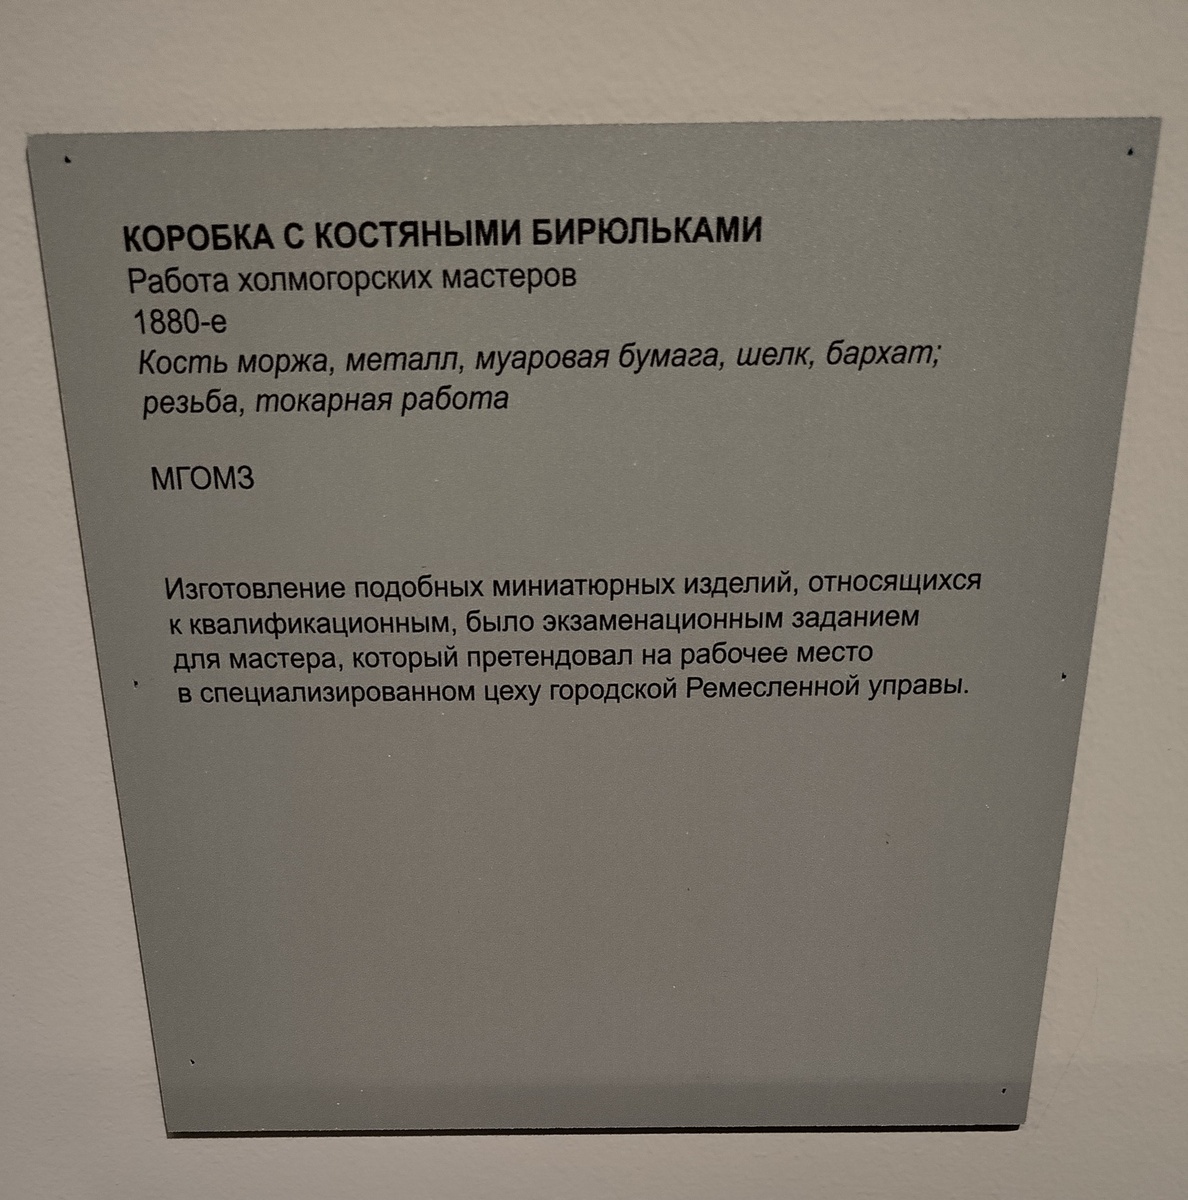 КОРОБКА С КОСТЯНЫМИ БИРЮЛЬКАМИ
Работа холмогорских мастеров
1880-е
Кость моржа, металл, муаровая бумага, шелк, бархат;
резьба, токарная работа
МГОМЗ
Изготовление подобных миниатюрных изделий, относящихся
к квалификационным, было экзаменационным заданием
для мастера, который претендовал на рабочее место
в специализированном цеху городской Ремесленной управы.